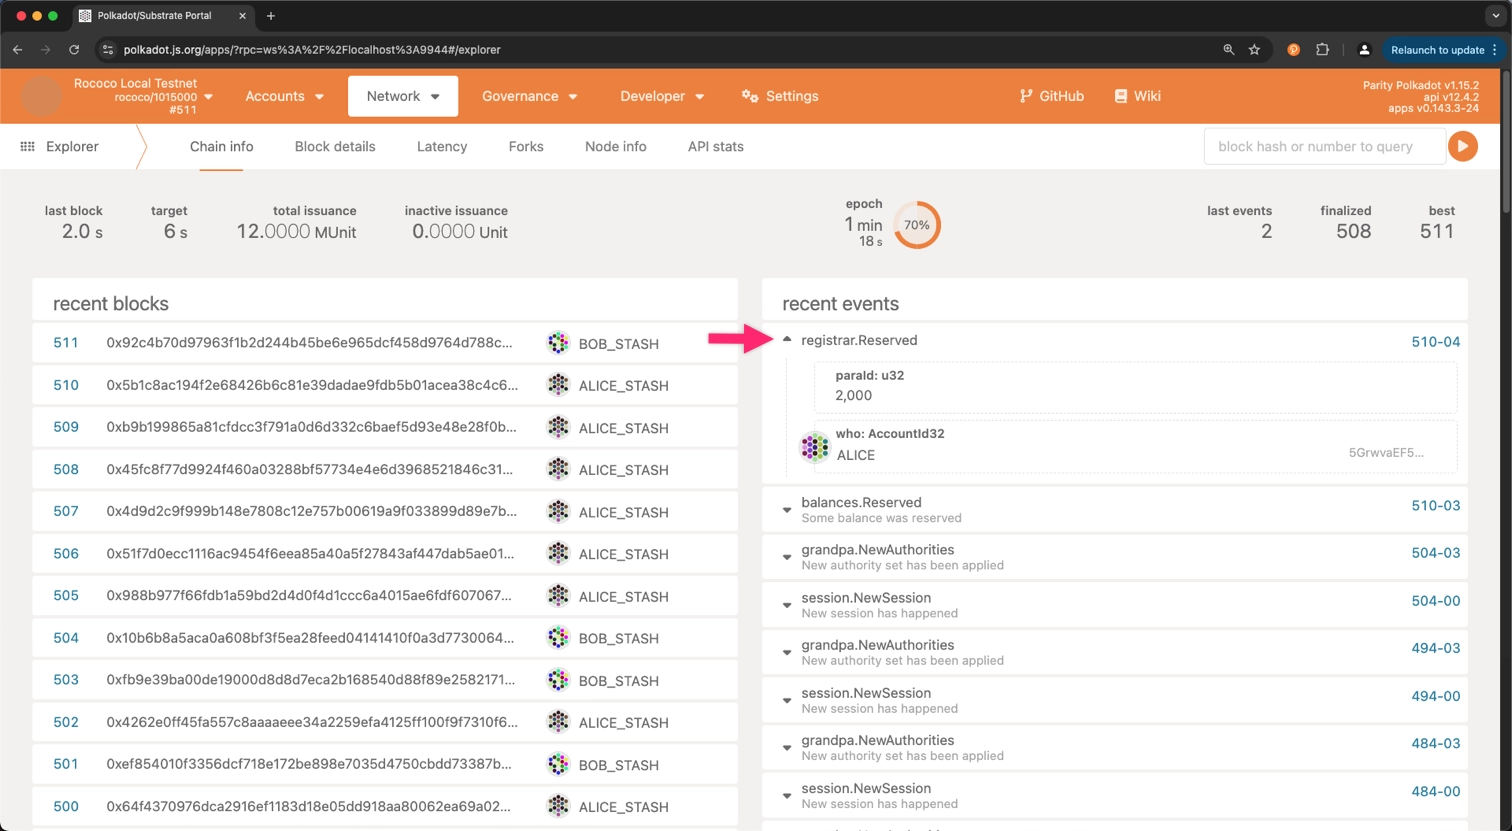 Polkadot/Substrate Portal
polkadot.js.org/apps/?rpc=ws%3A%2F%2Flocalhost%3A9944#/explorer
Relaunch to update
Rococo Local Testnet
rococo/1015000
#511
Accounts
Network
Governance
Developer
Settings
GitHub
Wiki
Parity Polkadot v1.15.2
api v12.4.2
apps v0.143.3-24
Explorer
Chain info
Block details
Latency
Forks
Node info
API stats
block hash or number to query
last block
2.0 s
target
6 s
total issuance
12.0000 MUnit
inactive issuance
0.0000 Unit
epoch
1 min
18 s
70%
last events
2
finalized
508
best
511
recent blocks
511 0x92c4b70d97963f1b2d244b45be6e965dcf458d9764d788c... BOB_STASH
510 0x5b1c8ac194f2e68426b6c81e39dadae9fdb5b01acea38c4c6... ALICE_STASH
509 0xb9b199865a81cfdcc3f791a0d6d332c6baef5d93e48e28f0b... ALICE_STASH
508 0x45fc8f77d9924f460a03288bf57734e4e6d3968521846c31... ALICE_STASH
507 0x4d9d2c9f999b148e7808c12e757b00619a9f033899d89e7b... ALICE_STASH
506 0x51f7d0ecc1116ac9454f6eea85a40a5f27843af447dab5ae01... ALICE_STASH
505 0x988b977f66fdb1a59bd2d4d0f4d1ccc6a4015ae6fdf607067... ALICE_STASH
504 0x10b6b8a5aca0a608bf3f5ea28feed04141410f0a3d7730064... BOB_STASH
503 0xfb9e39ba00de19000d8d8d7eca2b168540d88f89e2582171... BOB_STASH
502 0x4262e0ff45fa557c8aaaaeee34a2259efa4125ff100f9f7310f6... ALICE_STASH
501 0xef854010f3356dcf718e172be898e7035d4750cbdd73387b... BOB_STASH
500 0x64f4370976dca2916ef1183d18e05dd918aa80062ea69a02... ALICE_STASH
recent events
registrar.Reserved 510-04
paraId: u32
2,000
who: AccountId32
ALICE 5GrwvaEF5...
balances.Reserved 510-03
Some balance was reserved
grandpa.NewAuthorities 504-03
New authority set has been applied
session.NewSession 504-00
New session has happened
grandpa.NewAuthorities 494-03
New authority set has been applied
session.NewSession 494-00
New session has happened
grandpa.NewAuthorities 484-03
New authority set has been applied
session.NewSession 484-00
New session has happened